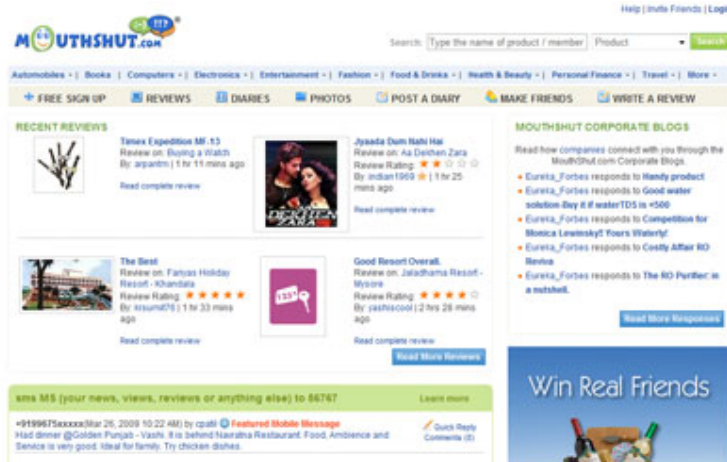 Help | Invite Friends | Logi
MOUTHSHUT.COM
Search: Type the name of product / member Product Search
Automobiles | Books | Computers | Electronics | Entertainment | Fashion | Food & Drinks | Health & Beauty | Personal Finance | Travel | More
FREE SIGN UP REVIEWS DIARIES PHOTOS POST A DIARY MAKE FRIENDS WRITE A REVIEW
RECENT REVIEWS
Timex Expedition MF-13
Review on: Buying a Watch
By: arpantm | 1 hr 11 mins ago
Read complete review
Jyaada Dum Nahi Hai
Review on: Aa Dekhen Zara
Review Rating:
By: indian1969 | 1 hr 25
mins ago
Read complete review
DEKHEN
ZARA
The Best
Review on: Fariyas Holiday
Resort - Khandala
Review Rating:
By: krsumit76 | 1 hr 33 mins
ago
Read complete review
Good Resort Overall.
Review on: Jaladhama Resort -
Mysore
Review Rating:
By: yashiscool | 2 hrs 28 mins
ago
Read complete review
Read More Reviews
MOUTHSHUT CORPORATE BLOGS
Read how companies connect with you through the
MouthShut.com Corporate Blogs.
Eureka_Forbes responds to Handy product
Eureka_Forbes responds to Good water
solution-Buy it if waterTDS is <500
Eureka_Forbes responds to Competition for
Monica Lewinsky!! Yours Waterly!
Eureka_Forbes responds to Costly Affair RO
Reviva
Eureka_Forbes responds to The RO Purifier: in
a nutshell.
Read More Responses
sms MS (your news, views, reviews or anything else) to 56767 Learn more
+9199675xxxxx(Mar 26, 2009 10:22 AM) by cpatil Featured Mobile Message
Had dinner @Golden Punjab - Vashi. It is behind Navratna Restaurant. Food, Ambience and
Service is very good. Ideal for family. Try chicken dishes.
Quick Reply
Comments (0)
Win Real Friends